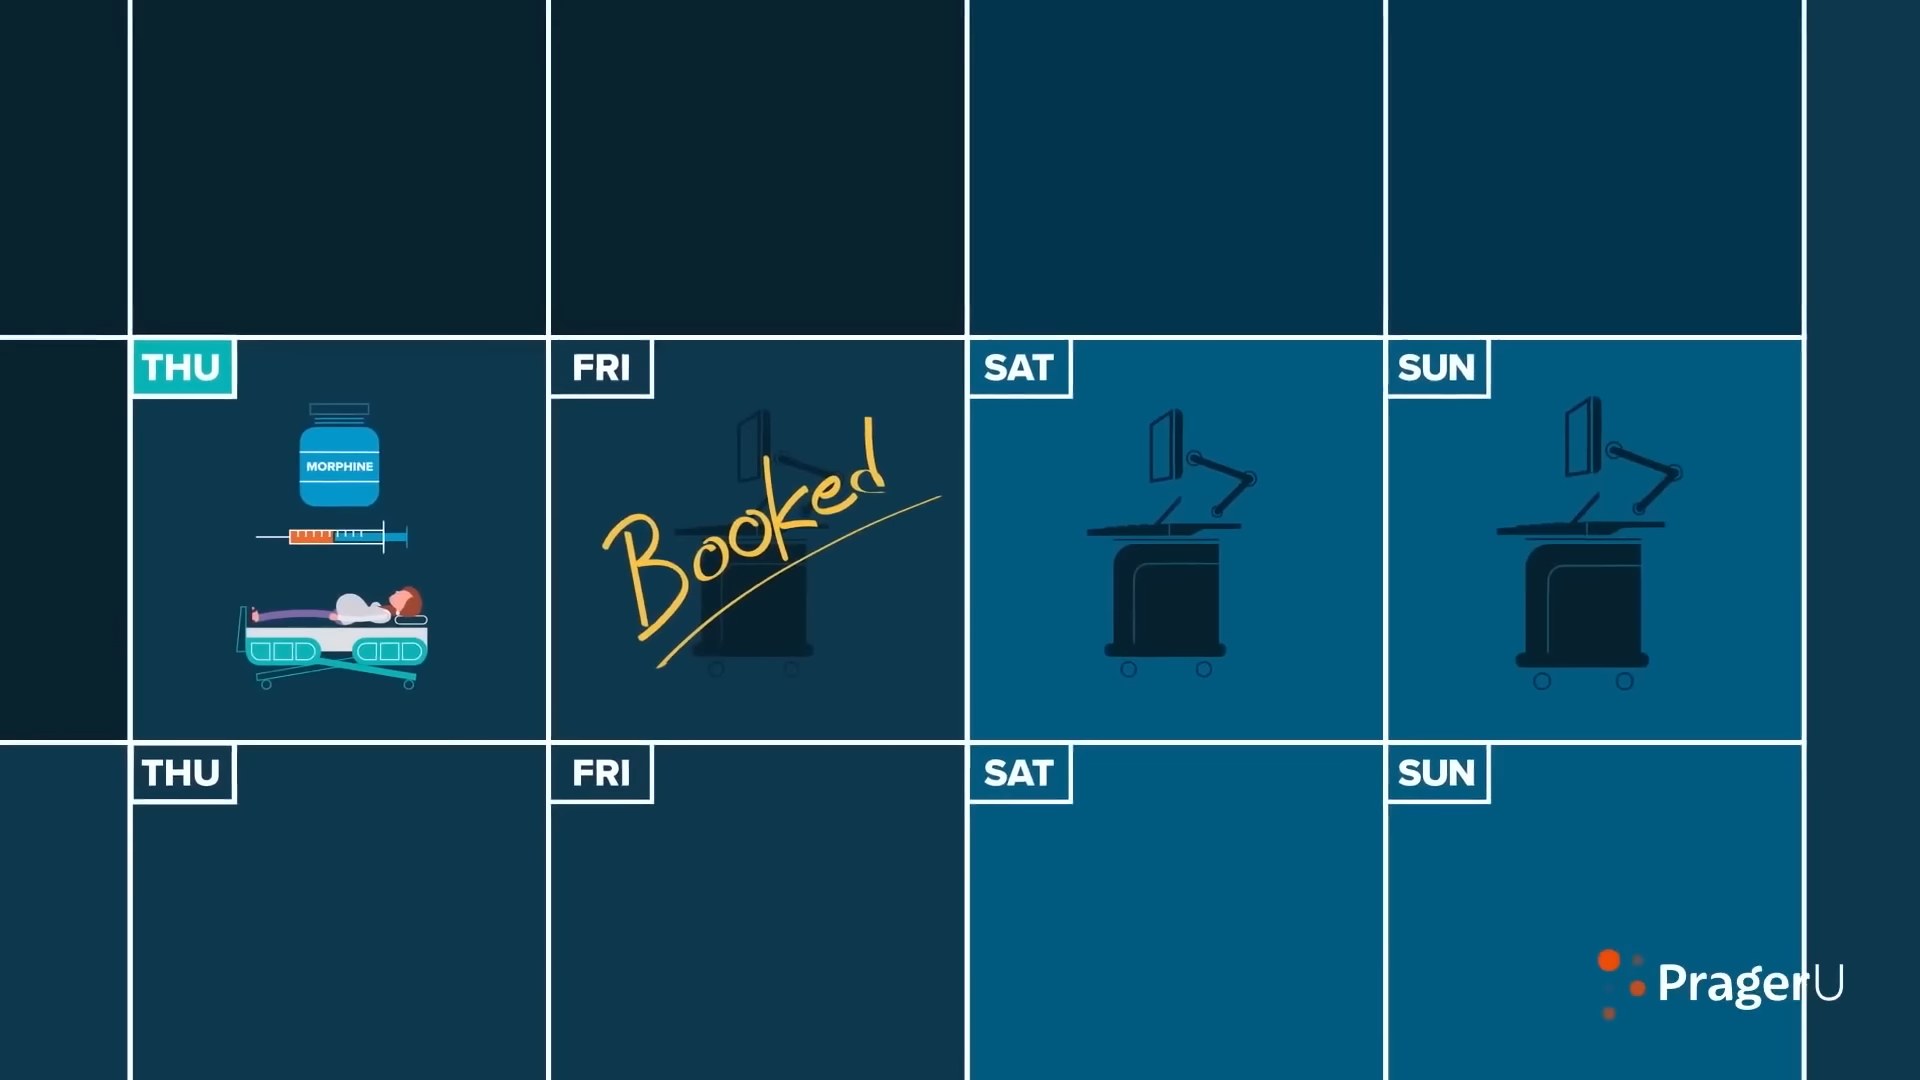 THU
FRI
SAT
SUN
MORPHINE
Booked
THU
FRI
SAT
SUN
PragerU